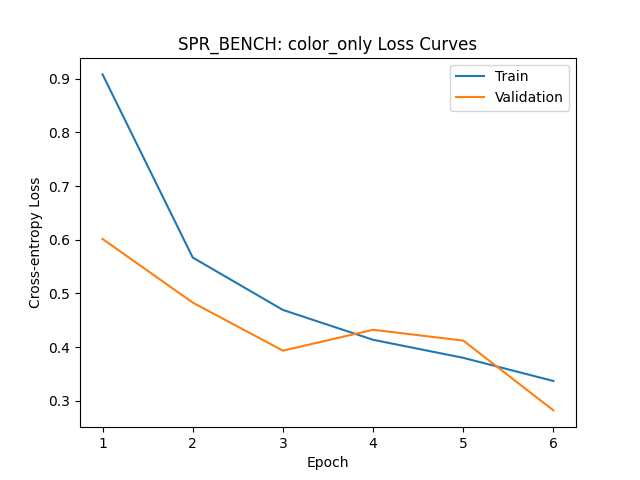 SPR_BENCH: color_only Loss Curves
Train
Validation
Cross-entropy Loss
0.9
0.8
0.7
0.6
0.5
0.4
0.3
1 2 3 4 5 6
Epoch